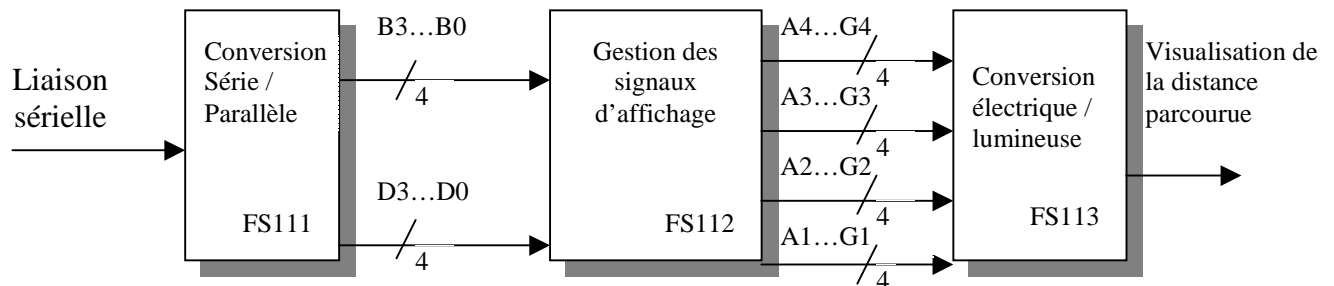 Liaison
sérielle
Conversion
Série /
Parallèle
FS111
B3…B0
4
D3…D0
4
Gestion des
signaux
d’affichage
FS112
A4…G4
4
A3…G3
4
A2…G2
4
A1…G1
4
Conversion
électrique /
lumineuse
FS113
Visualisation de
la distance
parcourue